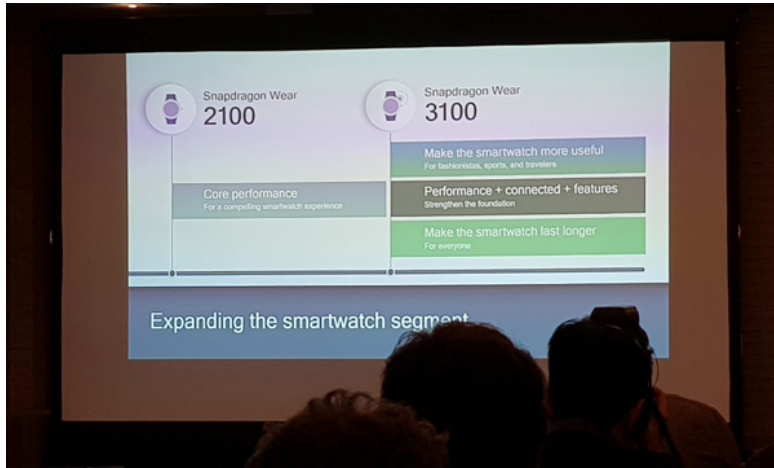 Snapdragon Wear
2100
Snapdragon Wear
3100
Make the smartwatch more useful
For fashionistas, sports, and travelers
Core performance
For a compelling smartwatch experience
Performance + connected + features
Strengthen the foundation
Make the smartwatch last longer
For everyone
Expanding the smartwatch segment